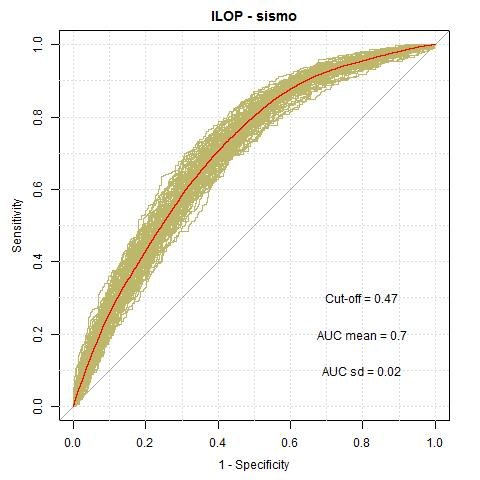 ILOP - sismo
1.0
0.8
0.6
0.4
0.2
0.0
Sensitivity
Cut-off = 0.47
AUC mean = 0.7
AUC sd = 0.02
0.0 0.2 0.4 0.6 0.8 1.0
1 - Specificity